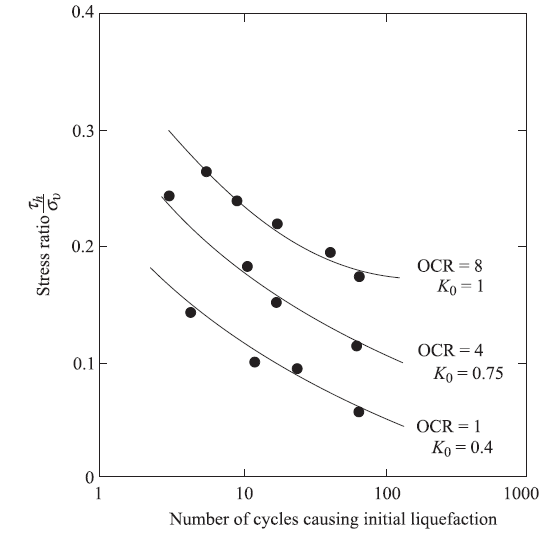 0.4
0.3
0.2
0.1
0
Stress ratio τh/σv
OCR = 8
K0 = 1
OCR = 4
K0 = 0.75
OCR = 1
K0 = 0.4
1 10 100 1000
Number of cycles causing initial liquefaction